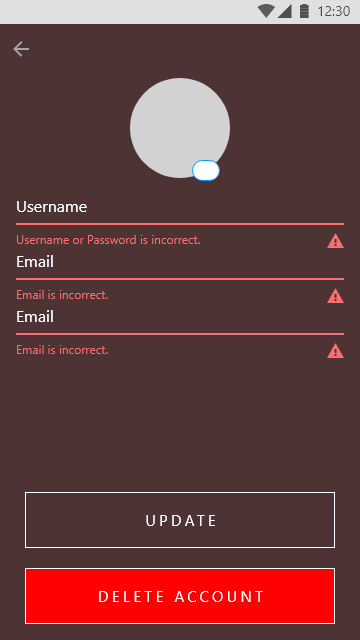 12:30
Username
Username or Password is incorrect.
Email
Email is incorrect.
Email
Email is incorrect.
UPDATE
DELETE ACCOUNT